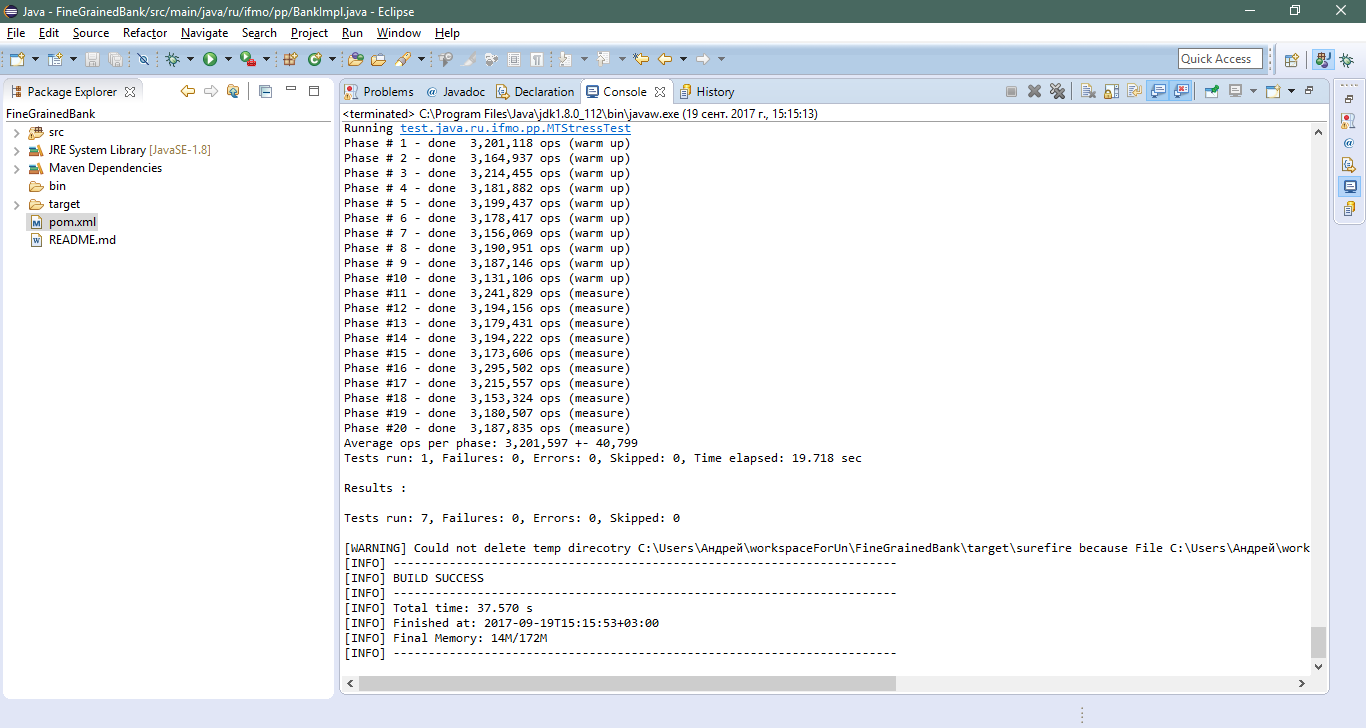 Java - FineGrainedBank/src/main/java/ru/ifmo/pp/BankImpl.java - Eclipse
File Edit Source Refactor Navigate Search Project Run Window Help
Quick Access
Package Explorer
FineGrainedBank
src
JRE System Library [JavaSE-1.8]
Maven Dependencies
bin
target
pom.xml
README.md
Problems Javadoc Declaration Console History
<terminated> C:\Program Files\Java\jdk1.8.0_112\bin\javaw.exe (19 сент. 2017 г., 15:15:13)
Running test.java.ru.ifmo.pp.MTStressTest
Phase # 1 - done  3,201,118 ops (warm up)
Phase # 2 - done  3,164,937 ops (warm up)
Phase # 3 - done  3,214,455 ops (warm up)
Phase # 4 - done  3,181,882 ops (warm up)
Phase # 5 - done  3,199,437 ops (warm up)
Phase # 6 - done  3,178,417 ops (warm up)
Phase # 7 - done  3,156,069 ops (warm up)
Phase # 8 - done  3,190,951 ops (warm up)
Phase # 9 - done  3,187,146 ops (warm up)
Phase #10 - done  3,131,106 ops (warm up)
Phase #11 - done  3,241,829 ops (measure)
Phase #12 - done  3,194,156 ops (measure)
Phase #13 - done  3,179,431 ops (measure)
Phase #14 - done  3,194,222 ops (measure)
Phase #15 - done  3,173,606 ops (measure)
Phase #16 - done  3,295,502 ops (measure)
Phase #17 - done  3,215,557 ops (measure)
Phase #18 - done  3,153,324 ops (measure)
Phase #19 - done  3,180,507 ops (measure)
Phase #20 - done  3,187,835 ops (measure)
Average ops per phase: 3,201,597 +- 40,799
Tests run: 1, Failures: 0, Errors: 0, Skipped: 0, Time elapsed: 19.718 sec
Results :
Tests run: 7, Failures: 0, Errors: 0, Skipped: 0
[WARNING] Could not delete temp direcotry C:\Users\Андрей\workspaceForUn\FineGrainedBank\target\surefire because File C:\Users\Андрей\work
[INFO] ------------------------------------------------------------------------
[INFO] BUILD SUCCESS
[INFO] ------------------------------------------------------------------------
[INFO] Total time: 37.570 s
[INFO] Finished at: 2017-09-19T15:15:53+03:00
[INFO] Final Memory: 14M/172M
[INFO] ------------------------------------------------------------------------